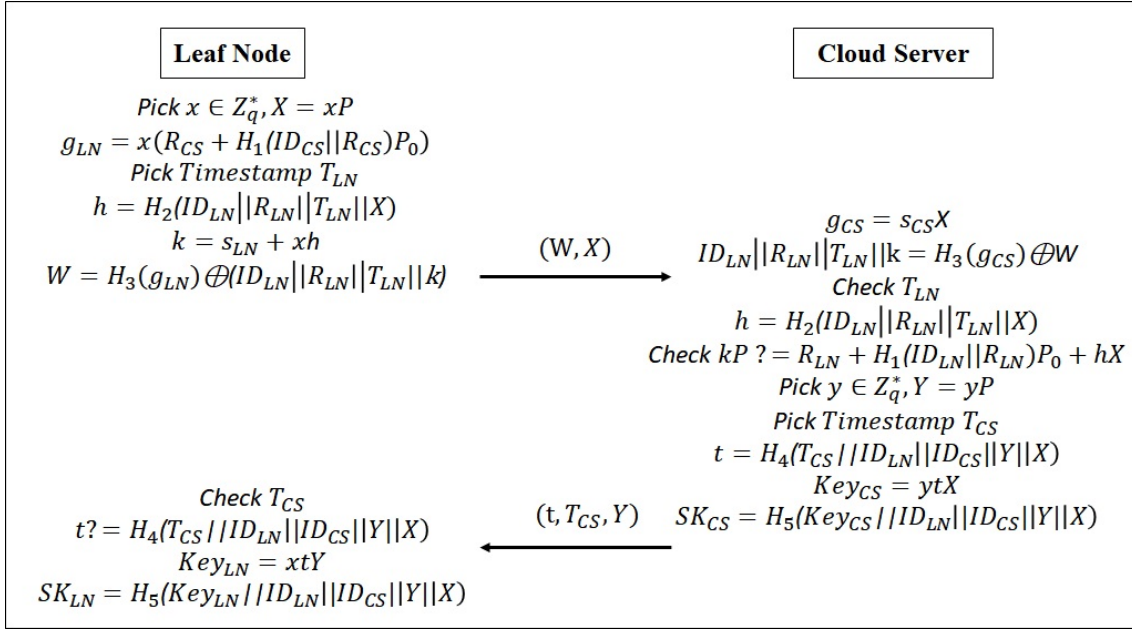 Leaf Node
Pick x ∈ Z_q^*, X = xP
g_LN = x(R_CS + H_1(ID_CS||R_CS)P_0)
Pick Timestamp T_LN
h = H_2(ID_LN||R_LN||T_LN||X)
k = s_LN + xh
W = H_3(g_LN)⊕(ID_LN||R_LN||T_LN||k)
(W, X)
Cloud Server
g_CS = s_CS X
ID_LN||R_LN||T_LN||k = H_3(g_CS)⊕W
Check T_LN
h = H_2(ID_LN||R_LN||T_LN||X)
Check kP ?= R_LN + H_1(ID_LN||R_LN)P_0 + hX
Pick y ∈ Z_q^*, Y = yP
Pick Timestamp T_CS
t = H_4(T_CS//ID_LN||ID_CS||Y||X)
Key_CS = ytX
SK_CS = H_5(Key_CS//ID_LN||ID_CS||Y||X)
(t, T_CS, Y)
Check T_CS
t? = H_4(T_CS//ID_LN||ID_CS||Y||X)
Key_LN = xtY
SK_LN = H_5(Key_LN//ID_LN||ID_CS||Y||X)